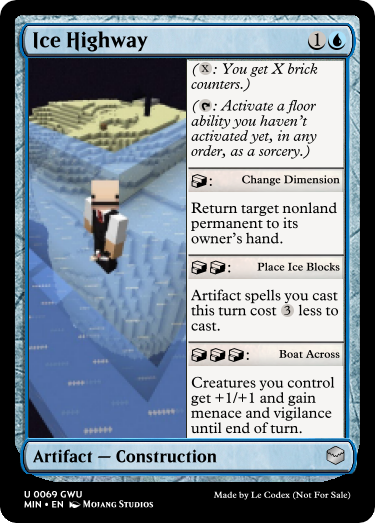 Ice Highway 1
(X: You get X brick
counters.)
(: Activate a floor
ability you haven't
activated yet, in any
order, as a sorcery.)
: Change Dimension
Return target nonland
permanent to its
owner's hand.
: Place Ice Blocks
Artifact spells you cast
this turn cost 3 less to
cast.
: Boat Across
Creatures you control
get +1/+1 and gain
menace and vigilance
until end of turn.
Artifact — Construction
U 0069 GWU
MIN • EN Mojang Studios
Made by Le Codex (Not For Sale)